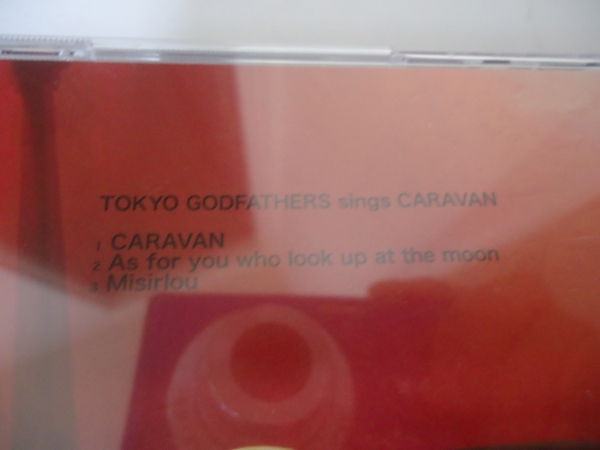 TOKYO GODFATHERS sings CARAVAN
1 CARAVAN
2 As for you who look up at the moon
3 Misirlou